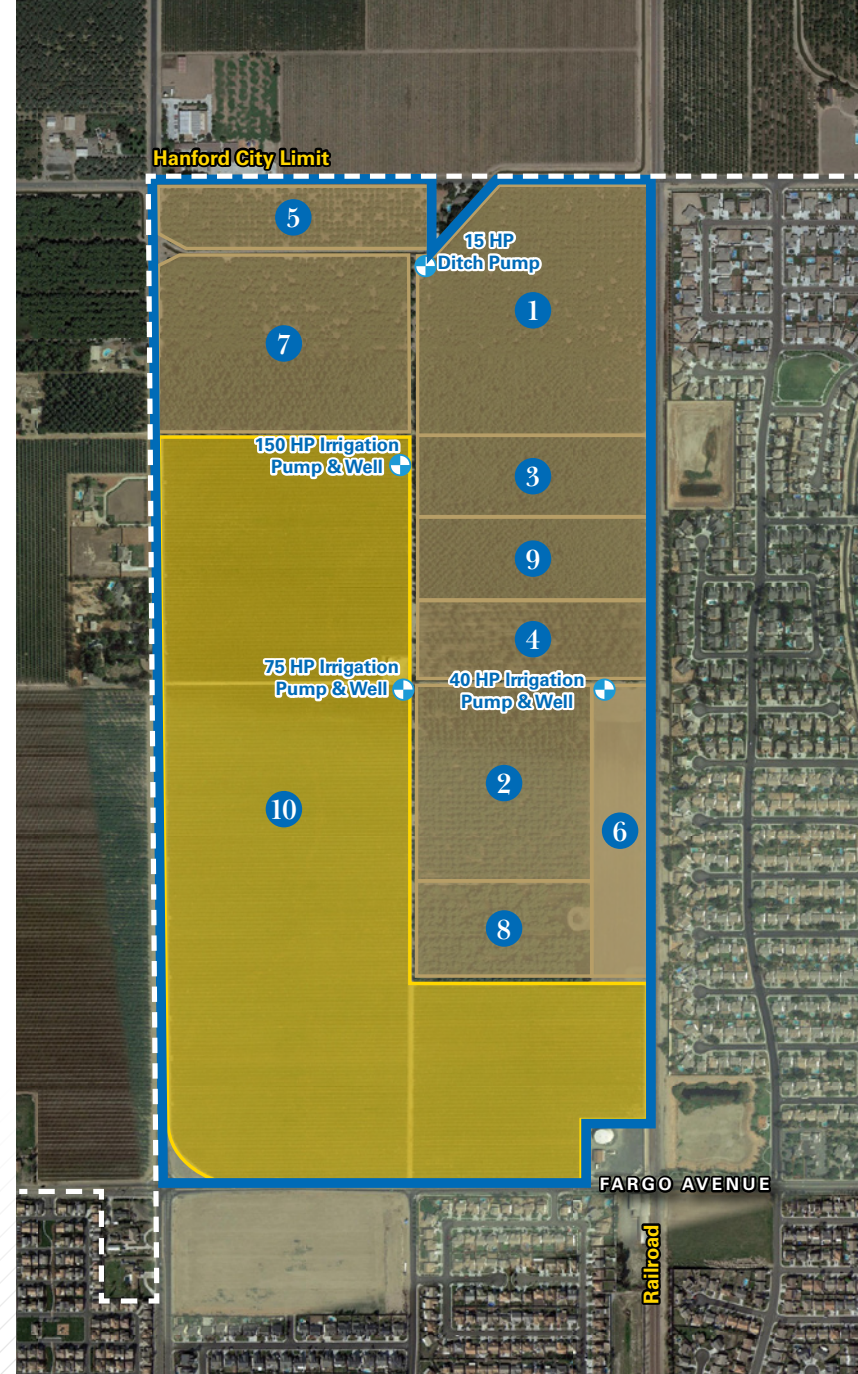 Hanford City Limit
5
15 HP
Ditch Pump
1
7
150 HP Irrigation
Pump & Well
3
9
4
75 HP Irrigation
Pump & Well
40 HP Irrigation
Pump & Well
2
10
6
8
FARGO AVENUE
Railroad